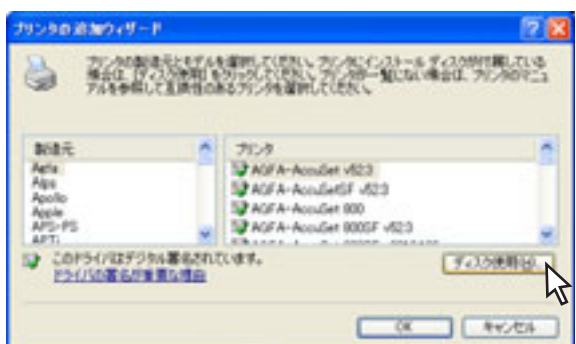 プリンタの追加ウィザード
プリンタの製造元とモデルを選択してください。プリンタにインストール ディスクが付属している
場合は、[ディスク使用] をクリックしてください。プリンタが一覧にない場合は、プリンタのマニュ
アルを参照して互換性のあるプリンタを選択してください。
製造元
Agfa
Alps
Apollo
Apple
APS-PS
APTi
プリンタ
AGFA-AccuSet v52.3
AGFA-AccuSetSF v52.3
AGFA-AccuSet 800
AGFA-AccuSet 800SF v52.3
このドライバはデジタル署名されています。
ドライバの署名が重要な理由
ディスク使用(H)...
OK
キャンセル